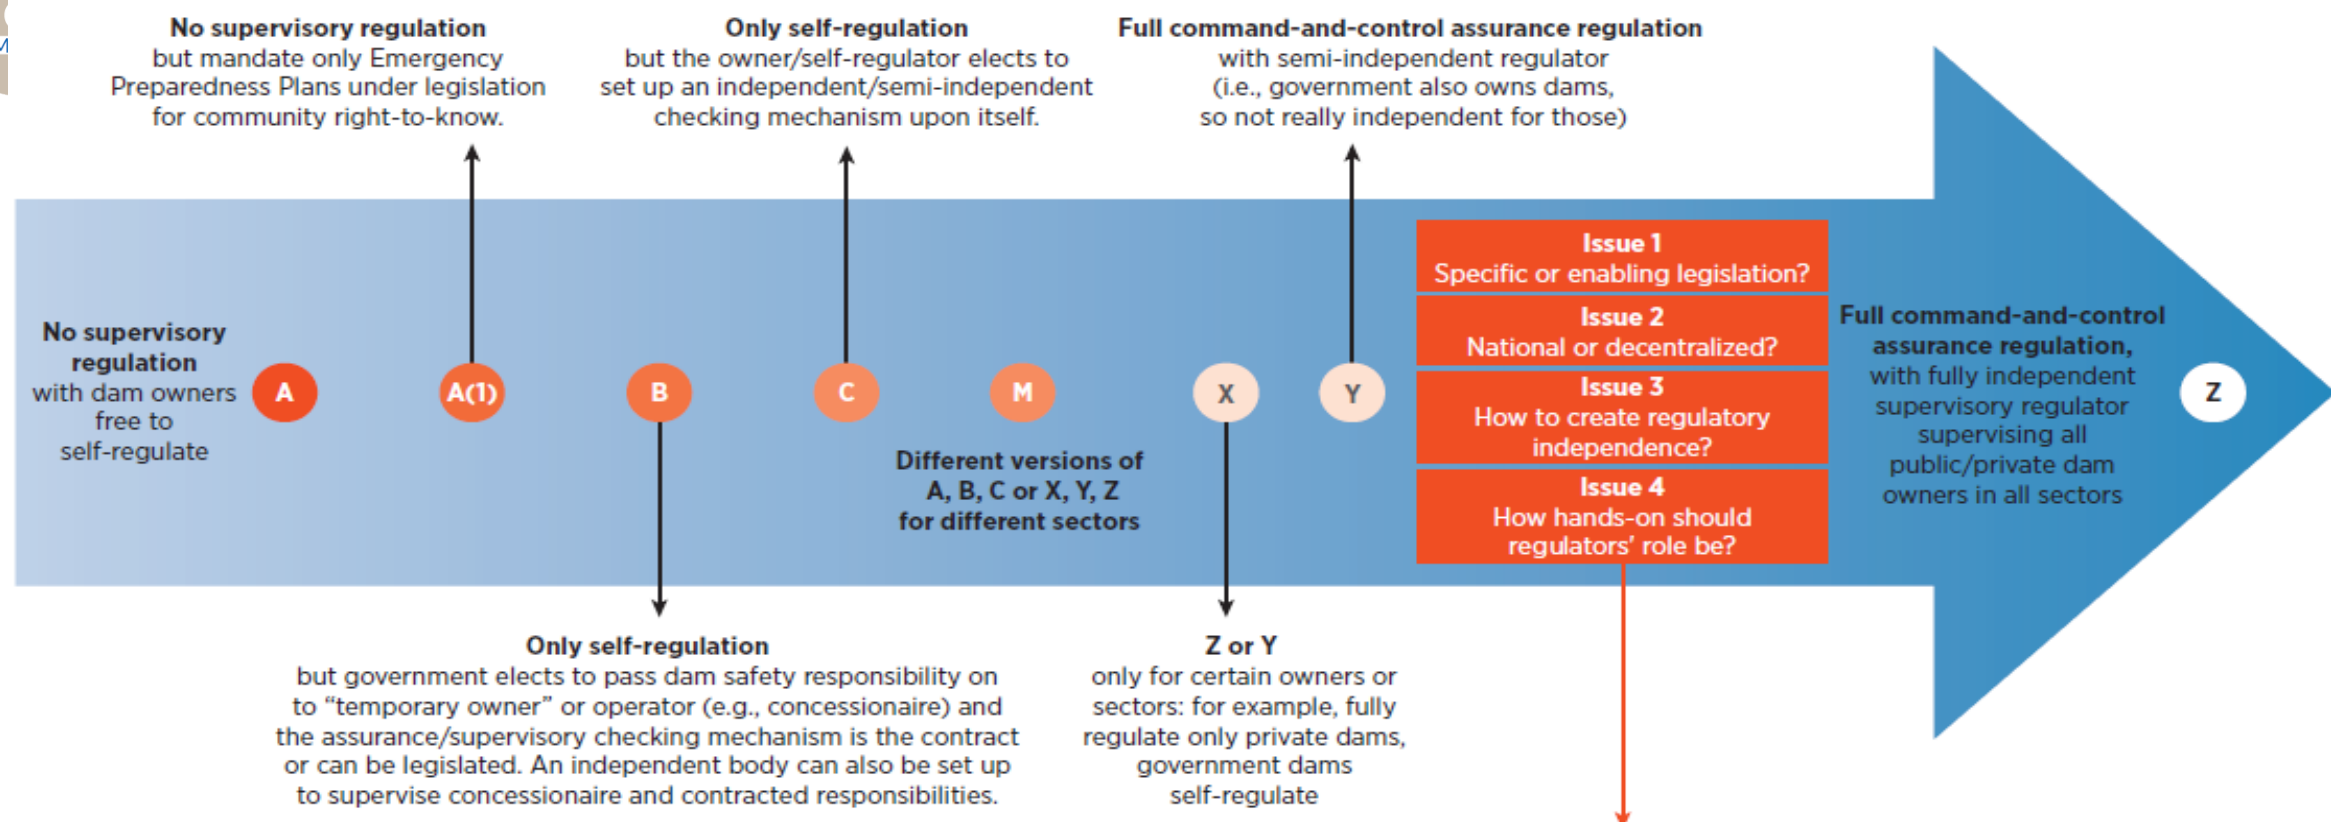 No supervisory regulation
but mandate only Emergency
Preparedness Plans under legislation
for community right-to-know.
Only self-regulation
but the owner/self-regulator elects to
set up an independent/semi-independent
checking mechanism upon itself.
Full command-and-control assurance regulation
with semi-independent regulator
(i.e., government also owns dams,
so not really independent for those)
M
No supervisory
regulation
with dam owners
free to
self-regulate
A
A(1)
B
C
M
Different versions of
A, B, C or X, Y, Z
for different sectors
X
Y
Issue 1
Specific or enabling legislation?
Issue 2
National or decentralized?
Issue 3
How to create regulatory
independence?
Issue 4
How hands-on should
regulators' role be?
Full command-and-control
assurance regulation,
with fully independent
supervisory regulator
supervising all
public/private dam
owners in all sectors
Z
Only self-regulation
but government elects to pass dam safety responsibility on
to “temporary owner” or operator (e.g., concessionaire) and
the assurance/supervisory checking mechanism is the contract
or can be legislated. An independent body can also be set up
to supervise concessionaire and contracted responsibilities.
Z or Y
only for certain owners or
sectors: for example, fully
regulate only private dams,
government dams
self-regulate